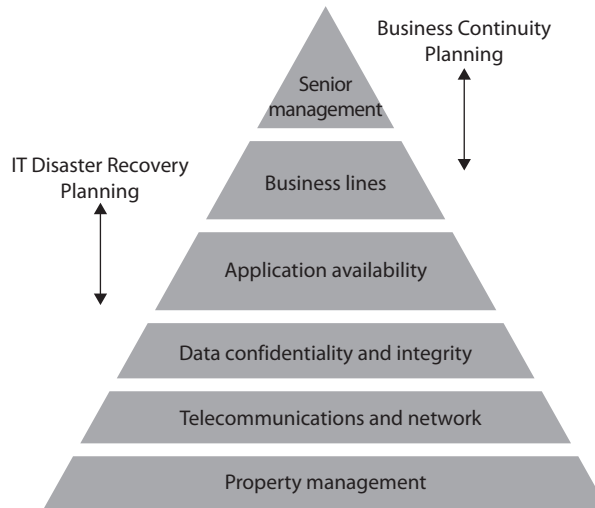 Business Continuity
Planning
Senior
management
IT Disaster Recovery
Planning
Business lines
Application availability
Data confidentiality and integrity
Telecommunications and network
Property management